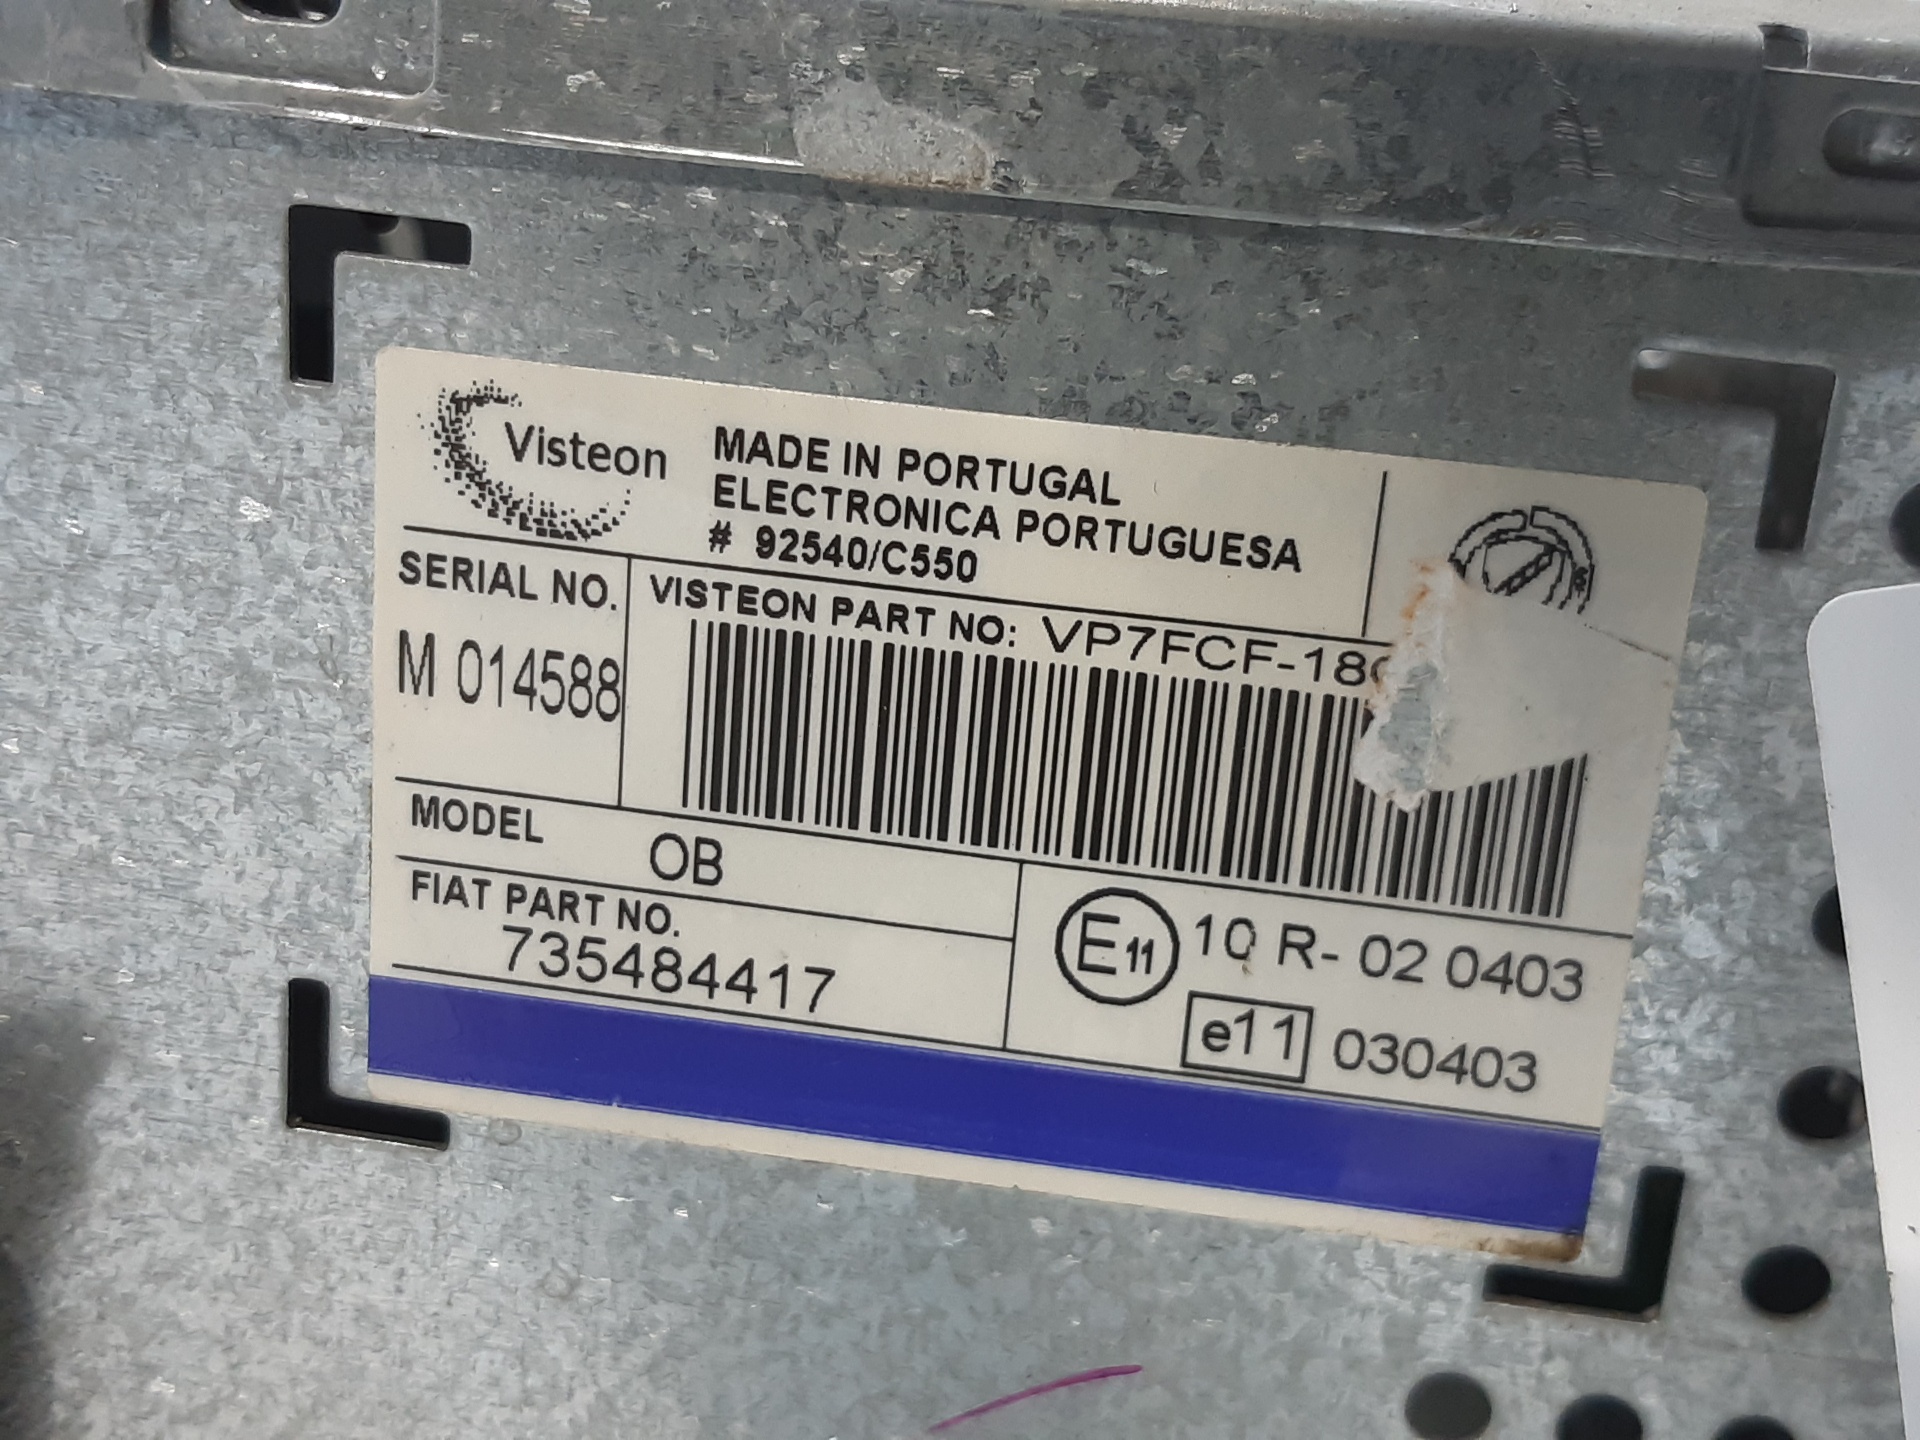 Visteon
MADE IN PORTUGAL
ELECTRONICA PORTUGUESA
# 92540/C550
SERIAL NO.
M 014588
VISTEON PART NO: VP7FCF-18
MODEL OB
FIAT PART NO.
735484417
E11 10 R- 02 0403
e11 030403